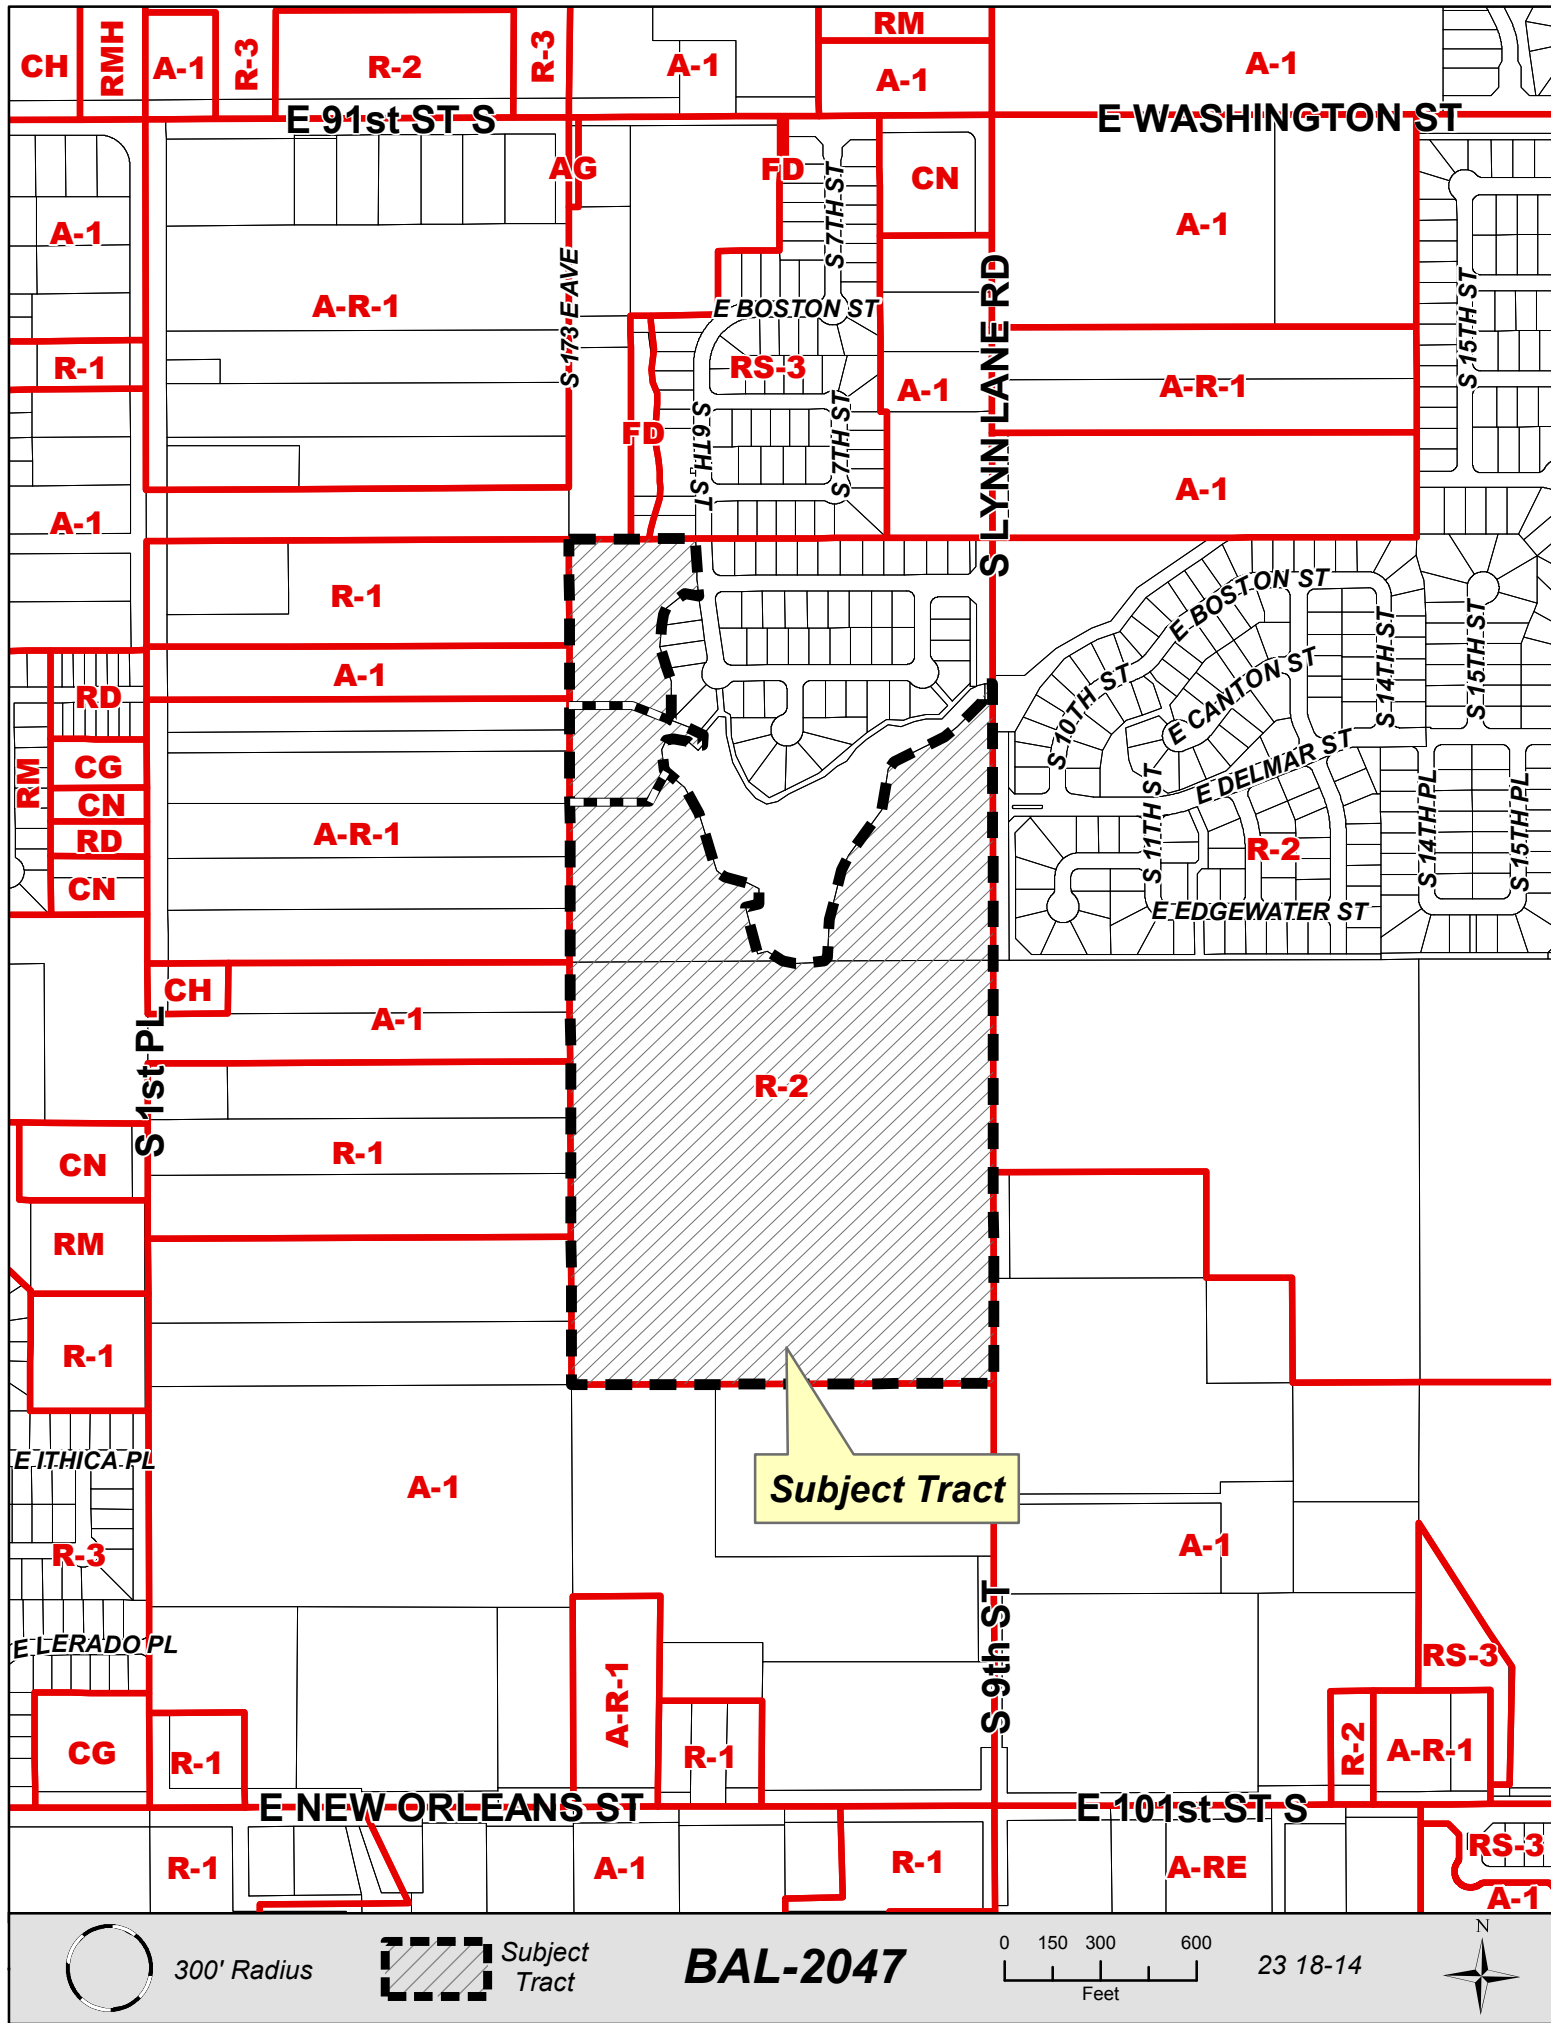 RM
CH
RMH
A-1
R-3
R-2
R-3
A-1
A-1
A-1
E 91st ST S
E WASHINGTON ST
AG
FD
CN
S 7TH ST
A-1
A-1
S 173 E AVE
A-R-1
E BOSTON ST
S LYNN LANE RD
S 15TH ST
R-1
RS-3
A-1
A-R-1
FD
S 6TH ST
S 7TH ST
A-1
A-1
R-1
E BOSTON ST
S 14TH ST
S 15TH ST
A-1
RD
S 10TH ST
E CANTON ST
RM
CG
CN
RD
CN
A-R-1
E DELMAR ST
S 11TH ST
R-2
S 14TH PL
S 15TH PL
E EDGEWATER ST
CH
A-1
S 1st PL
R-2
CN
R-1
RM
R-1
E ITHICA PL
A-1
Subject Tract
R-3
A-1
E LERADO PL
S 9th ST
RS-3
A-R-1
CG
R-1
R-1
R-2
A-R-1
E NEW ORLEANS ST
E 101st ST S
R-1
A-1
R-1
A-RE
RS-3
A-1
300' Radius
Subject
Tract
BAL-2047
0 150 300 600
Feet
23 18-14
N